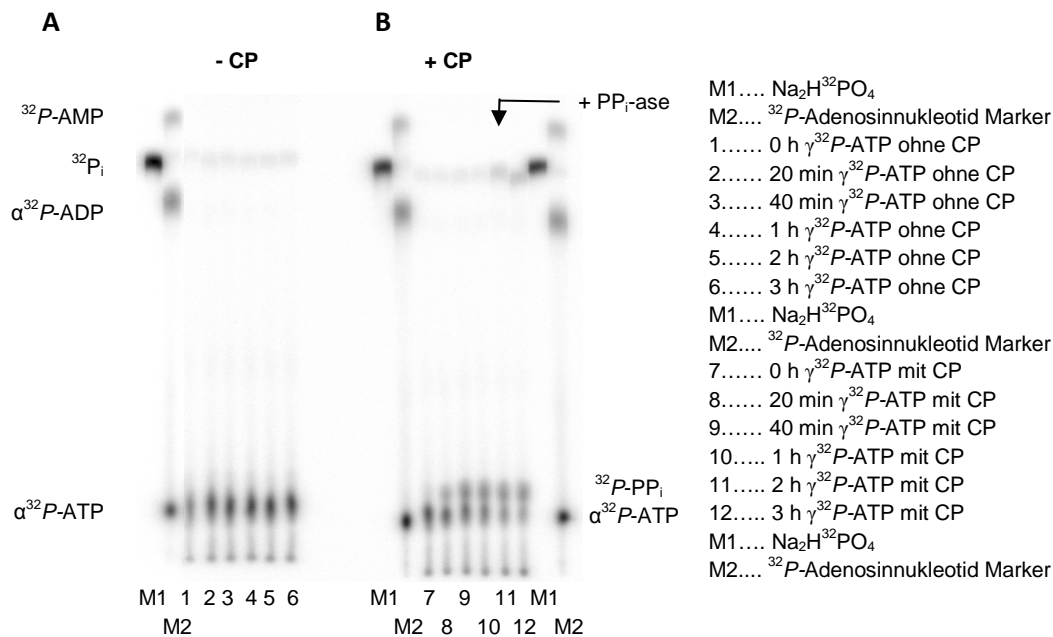 A
B
- CP
+ CP
+ PPᵢ-ase
³²P-AMP
³²Pᵢ
α³²P-ADP
α³²P-ATP
³²P-PPᵢ
α³²P-ATP
M1 1 2 3 4 5 6
M2
M1 7 9 11 M1
M2 8 10 12 M2
M1…. Na₂H³²PO₄
M2.... ³²P-Adenosinnukleotid Marker
1…… 0 h γ³²P-ATP ohne CP
2…… 20 min γ³²P-ATP ohne CP
3…… 40 min γ³²P-ATP ohne CP
4…… 1 h γ³²P-ATP ohne CP
5…… 2 h γ³²P-ATP ohne CP
6…… 3 h γ³²P-ATP ohne CP
M1…. Na₂H³²PO₄
M2.... ³²P-Adenosinnukleotid Marker
7…… 0 h γ³²P-ATP mit CP
8…… 20 min γ³²P-ATP mit CP
9…… 40 min γ³²P-ATP mit CP
10….. 1 h γ³²P-ATP mit CP
11….. 2 h γ³²P-ATP mit CP
12….. 3 h γ³²P-ATP mit CP
M1…. Na₂H³²PO₄
M2.... ³²P-Adenosinnukleotid Marker